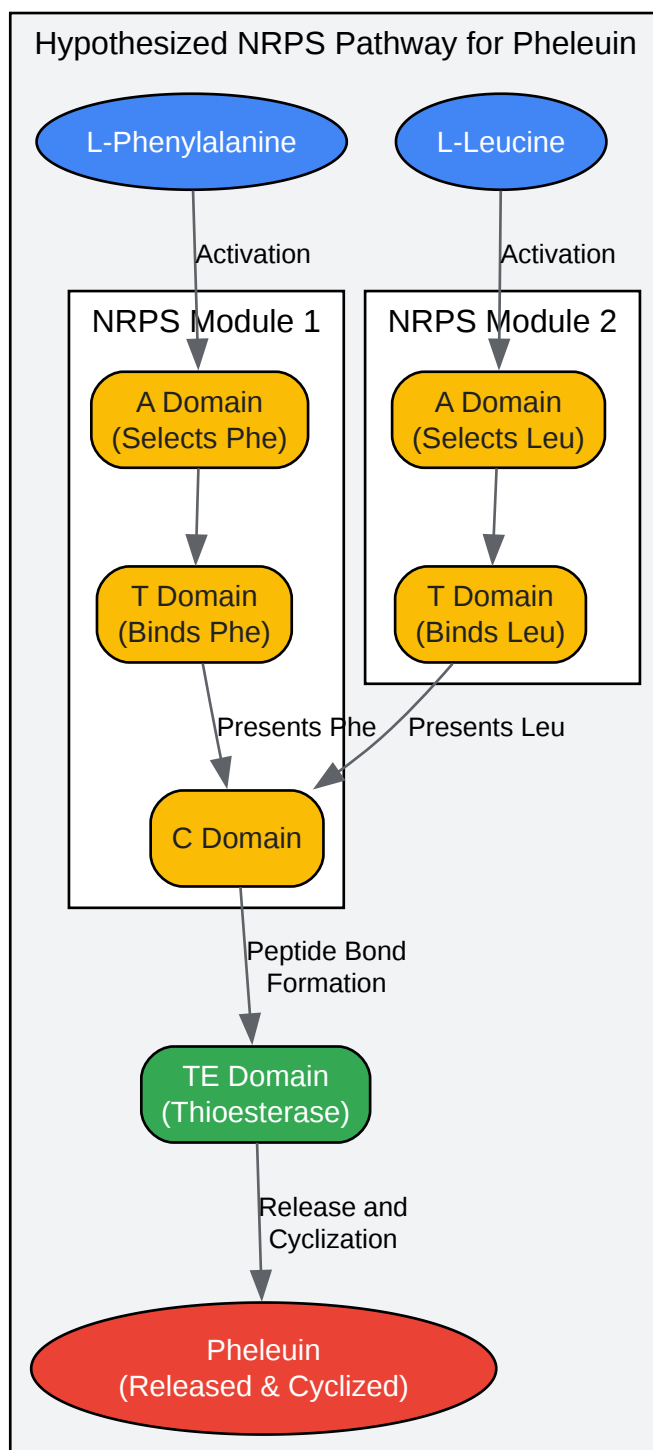 Hypothesized NRPS Pathway for Pheleuin
L-Phenylalanine
L-Leucine
Activation
Activation
NRPS Module 1
NRPS Module 2
A Domain
(Selects Phe)
A Domain
(Selects Leu)
T Domain
(Binds Phe)
T Domain
(Binds Leu)
Presents Phe
Presents Leu
C Domain
Peptide Bond
Formation
TE Domain
(Thioesterase)
Release and
Cyclization
Pheleuin
(Released & Cyclized)